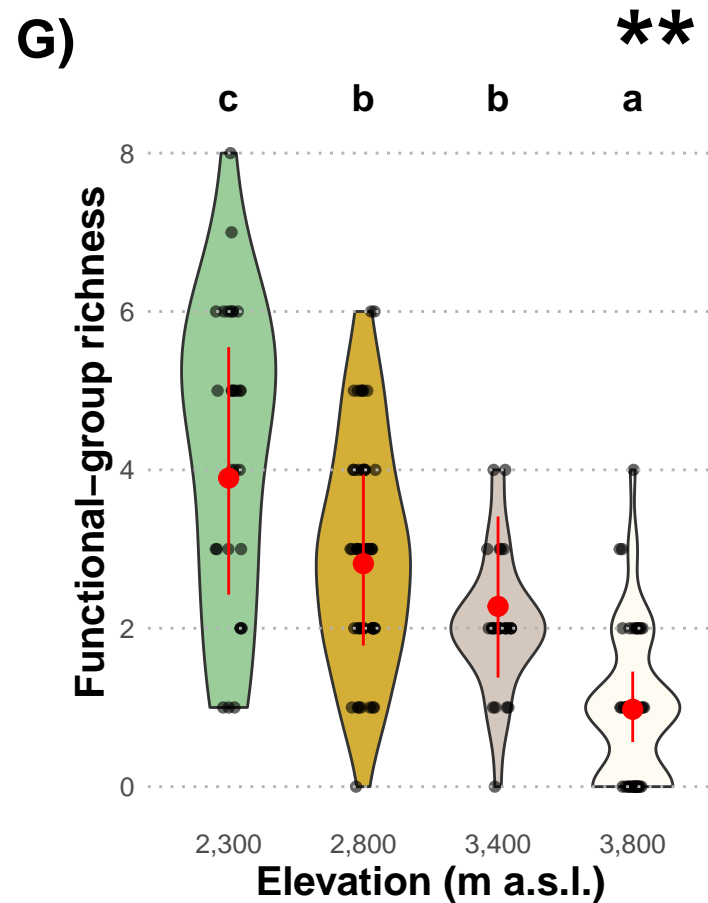 G) **
c b b a
8
6
4
2
0
Functional-group richness
2,300 2,800 3,400 3,800
Elevation (m a.s.l.)